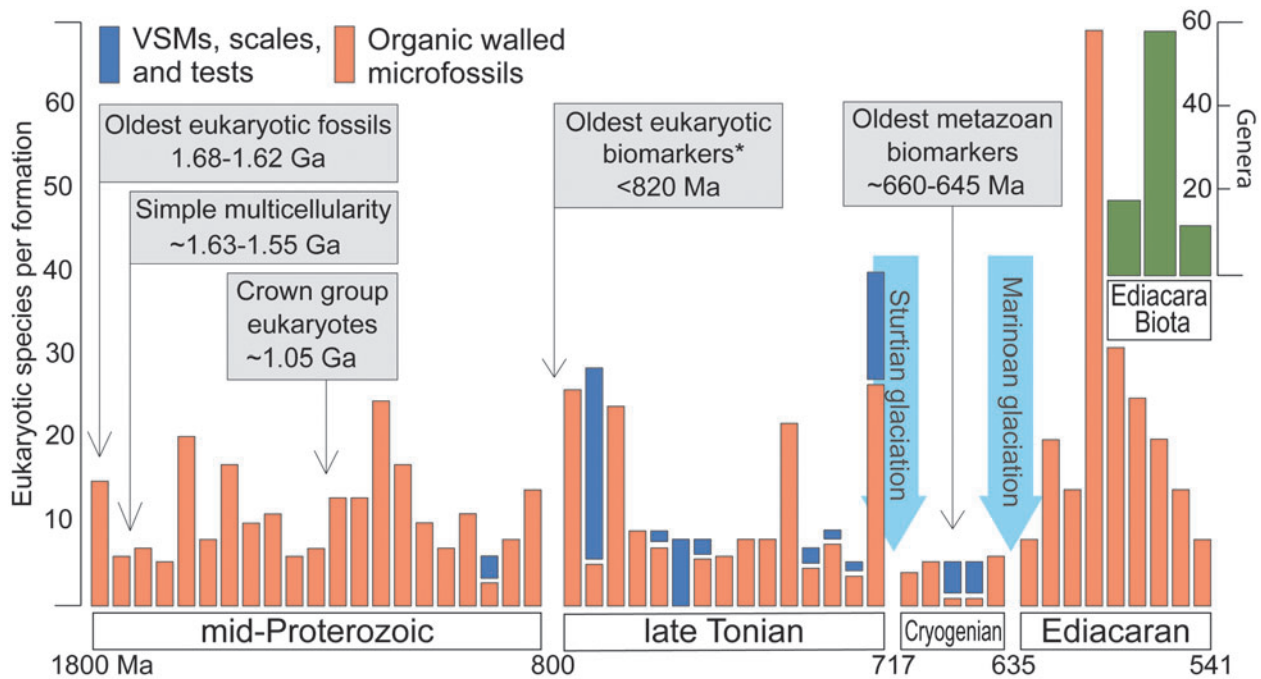 VSMs, scales,
and tests
Organic walled
microfossils
Eukaryotic species per formation
60
50
40
30
20
10
Oldest eukaryotic fossils
1.68-1.62 Ga
Simple multicellularity
~1.63-1.55 Ga
Crown group
eukaryotes
~1.05 Ga
Oldest eukaryotic
biomarkers*
<820 Ma
Oldest metazoan
biomarkers
~660-645 Ma
Sturtian glaciation
Marinoan glaciation
60
40
20
Genera
Ediacara
Biota
mid-Proterozoic
late Tonian
Cryogenian
Ediacaran
1800 Ma
800
717
635
541